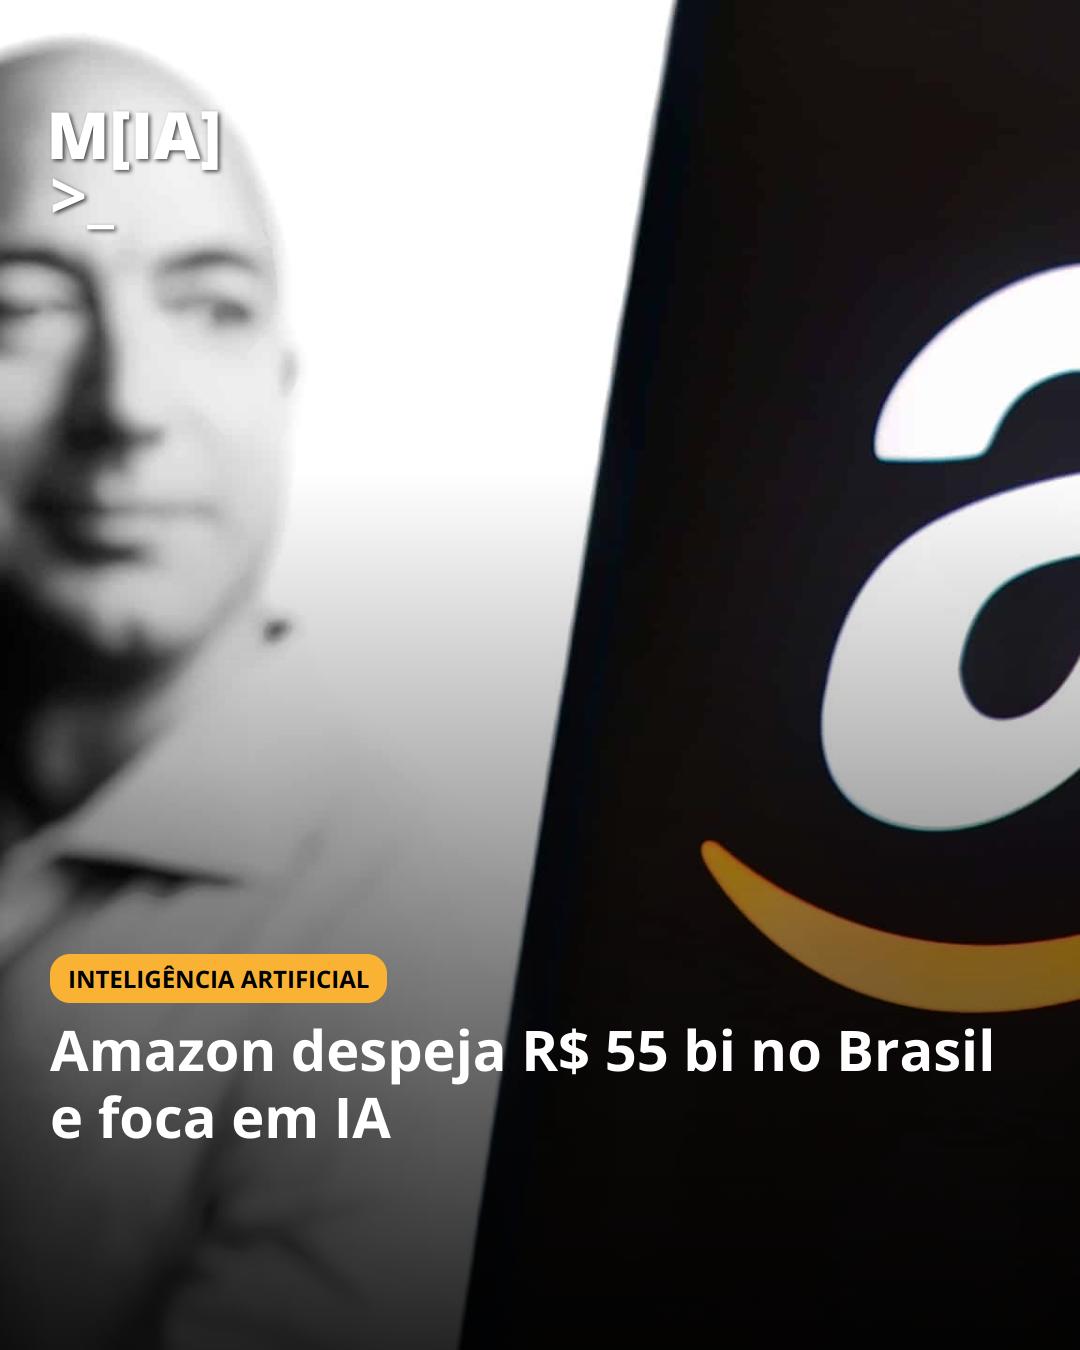 M[IA]
>_
INTELIGÊNCIA ARTIFICIAL
Amazon despeja R$ 55 bi no Brasil
e foca em IA